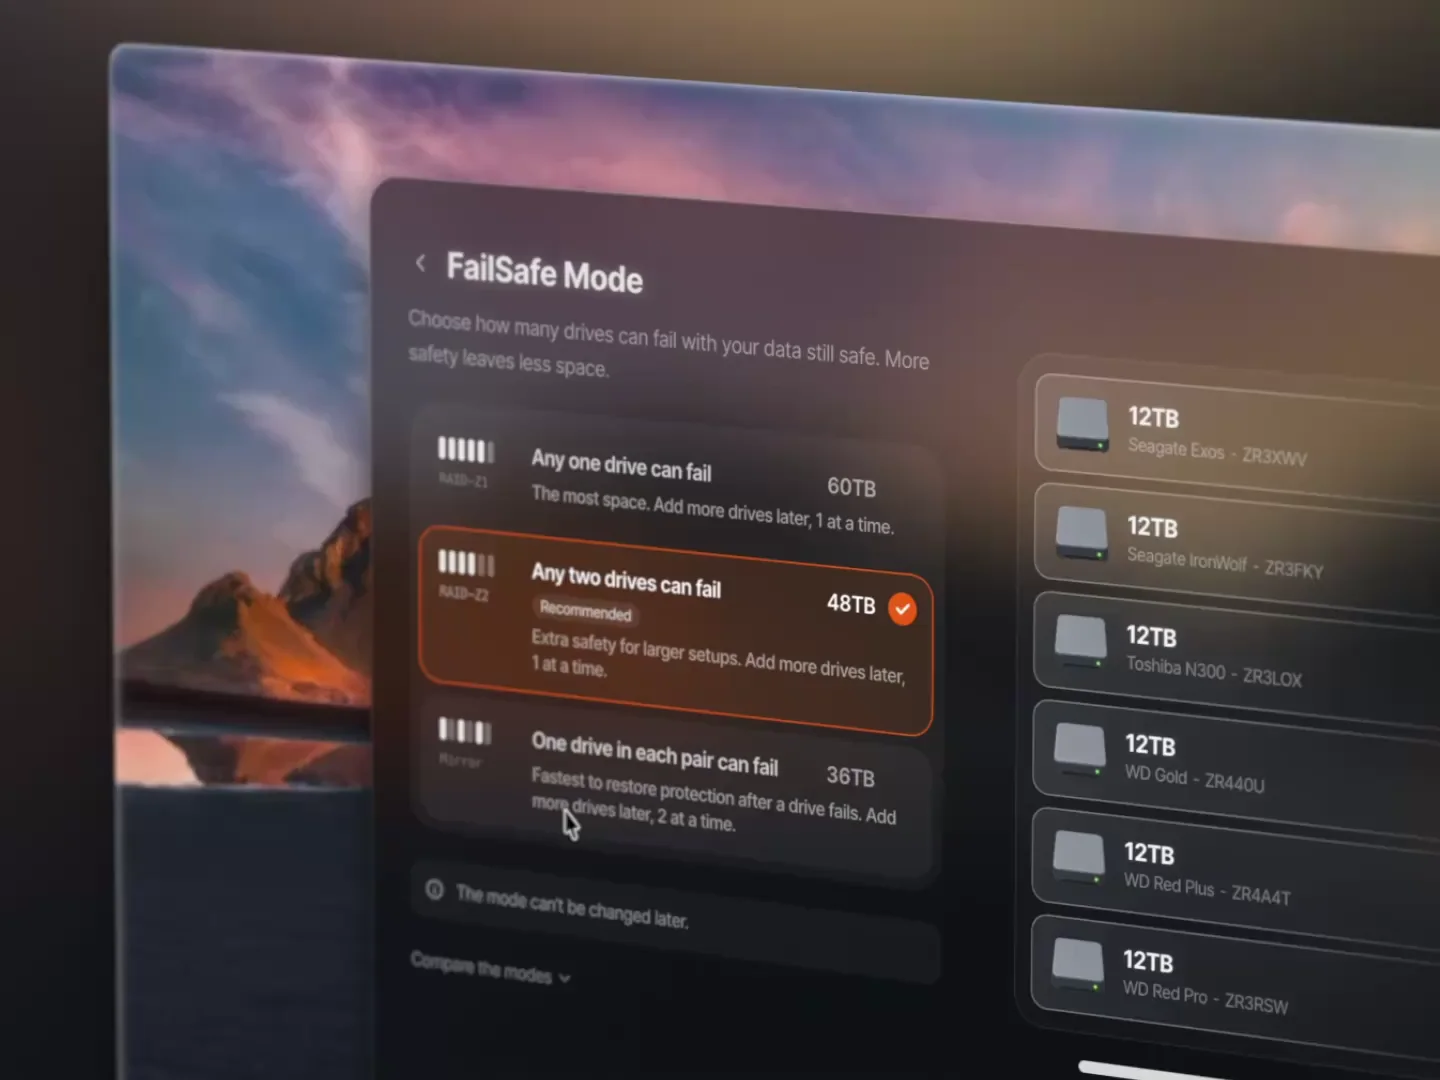 FailSafe Mode
Choose how many drives can fail with your data still safe. More
safety leaves less space.
RAID-Z1
Any one drive can fail
60TB
The most space. Add more drives later, 1 at a time.
RAID-Z2
Any two drives can fail
48TB
Recommended
Extra safety for larger setups. Add more drives later,
1 at a time.
Mirror
One drive in each pair can fail
36TB
Fastest to restore protection after a drive fails. Add
more drives later, 2 at a time.
The mode can't be changed later.
Compare the modes
12TB
Seagate Exos - ZR3XWV
12TB
Seagate IronWolf - ZR3FKY
12TB
Toshiba N300 - ZR3LOX
12TB
WD Gold - ZR440U
12TB
WD Red Plus - ZR4A4T
12TB
WD Red Pro - ZR3RSW